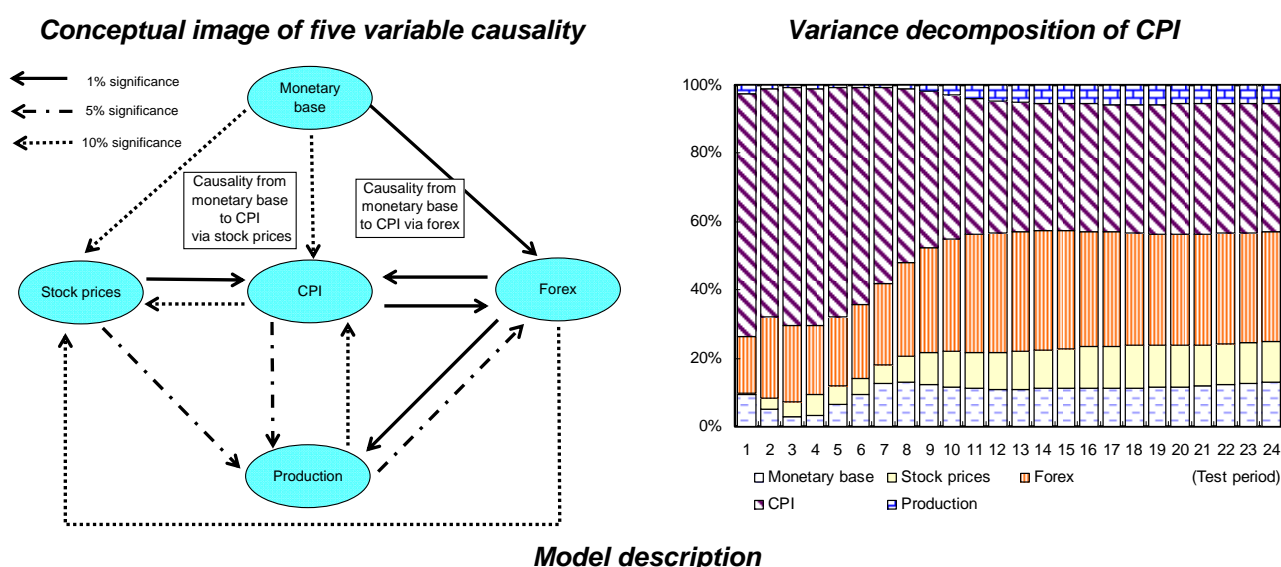 Conceptual image of five variable causality
1% significance
5% significance
10% significance
Monetary
base
Causality from
monetary base
to CPI
via stock prices
Causality from
monetary base
to CPI via forex
Stock prices
CPI
Forex
Production
Variance decomposition of CPI
100%
80%
60%
40%
20%
0%
1 2 3 4 5 6 7 8 9 10 11 12 13 14 15 16 17 18 19 20 21 22 23 24
Monetary base Stock prices Forex (Test period)
CPI Production
Model description